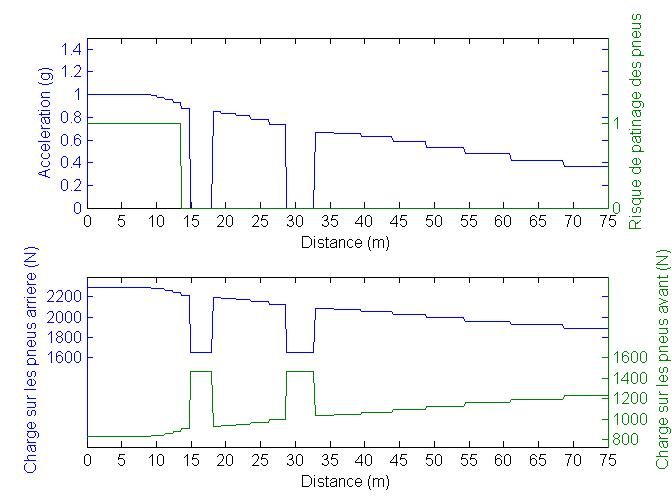 1.4
1.2
1
0.8
0.6
0.4
0.2
0
Acceleration (g)
1
0
Risque de patinage des pneus
0 5 10 15 20 25 30 35 40 45 50 55 60 65 70 75
Distance (m)
2200
2000
1800
1600
Charge sur les pneus arriere (N)
1600
1400
1200
1000
800
Charge sur les pneus avant (N)
0 5 10 15 20 25 30 35 40 45 50 55 60 65 70 75
Distance (m)